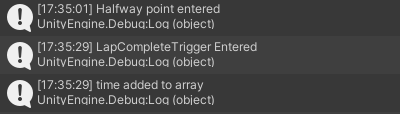 [17:35:01] Halfway point entered
UnityEngine.Debug:Log (object)
[17:35:29] LapCompleteTrigger Entered
UnityEngine.Debug:Log (object)
[17:35:29] time added to array
UnityEngine.Debug:Log (object)